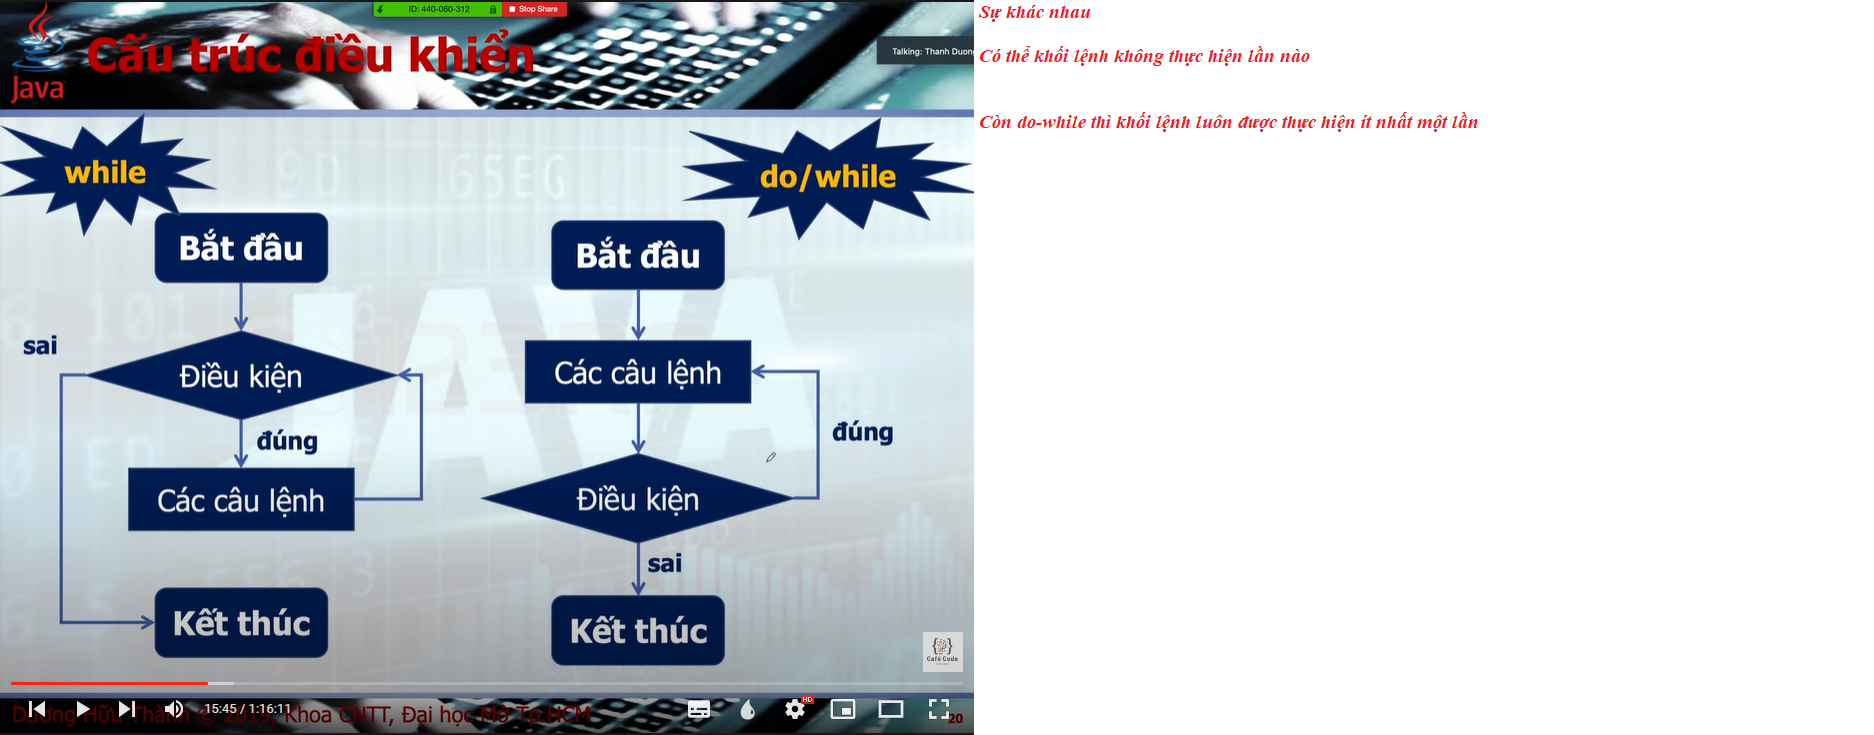 ID: 440-060-312 Stop Share
Cấu trúc điều khiển
Java
Talking: Thanh Duong
while
do/while
Bắt đầu
sai
Điều kiện
đúng
Các câu lệnh
Kết thúc
Bắt đầu
Các câu lệnh
đúng
Điều kiện
sai
Kết thúc
Café Code
15:45 / 1:16:11
HD
Dương Hữu Thành © 2019, Khoa CNTT, Đại học Mở Tp.HCM
20
Sự khác nhau
Có thể khối lệnh không thực hiện lần nào
Còn do-while thì khối lệnh luôn được thực hiện ít nhất một lần